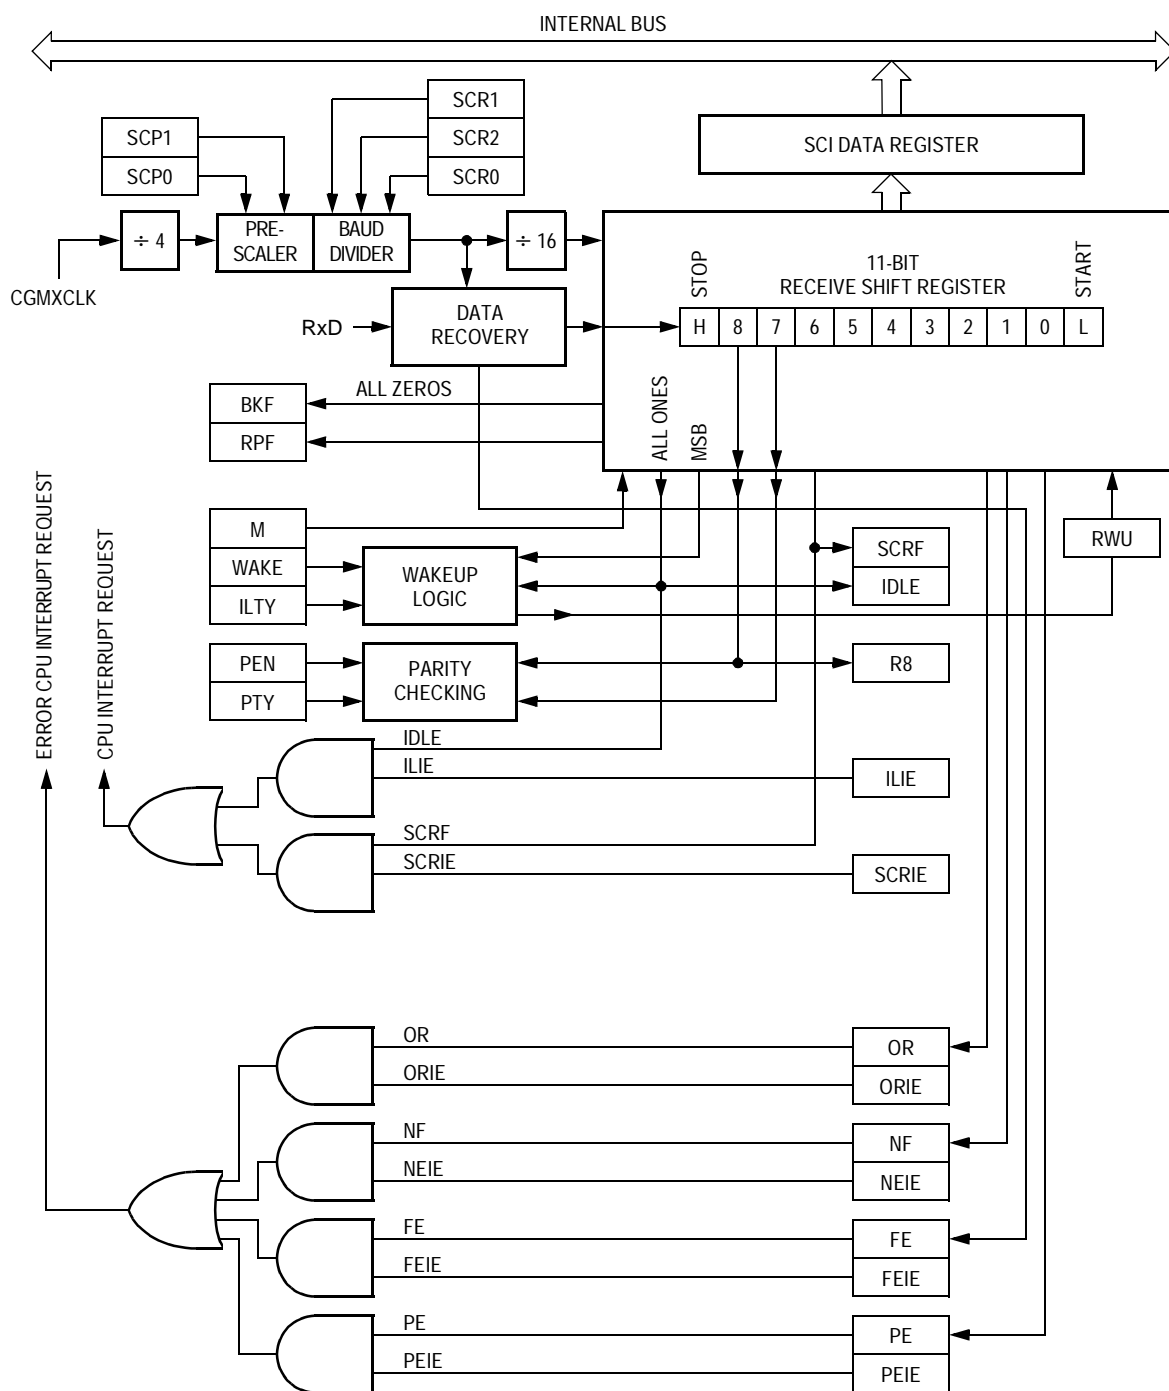 INTERNAL BUS
SCR1
SCR2
SCR0
SCP1
SCP0
SCI DATA REGISTER
÷ 4
PRE-
SCALER
BAUD
DIVIDER
÷ 16
CGMXCLK
STOP
11-BIT
RECEIVE SHIFT REGISTER
START
H 8 7 6 5 4 3 2 1 0 L
RxD
DATA
RECOVERY
ALL ZEROS
BKF
RPF
ALL ONES
MSB
ERROR CPU INTERRUPT REQUEST
CPU INTERRUPT REQUEST
M
WAKE
ILTY
WAKEUP
LOGIC
SCRF
IDLE
RWU
PEN
PTY
PARITY
CHECKING
R8
IDLE
ILIE
ILIE
SCRF
SCRIE
SCRIE
OR
OR
ORIE
ORIE
NF
NF
NEIE
NEIE
FE
FE
FEIE
FEIE
PE
PE
PEIE
PEIE